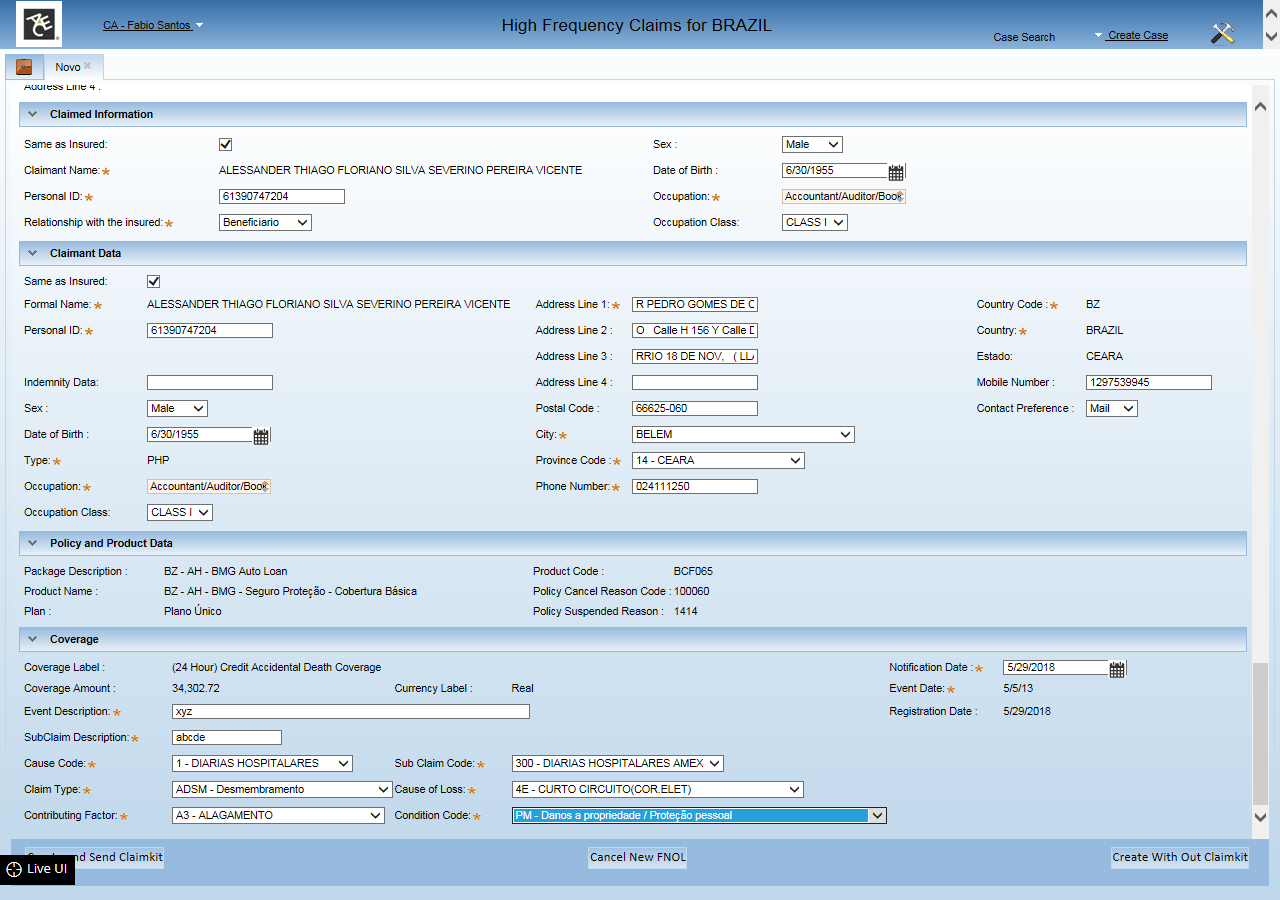 ACE
CA - Fabio Santos
High Frequency Claims for BRAZIL
Case Search
Create Case
Novo
Address Line 4 :
Claimed Information
Same as Insured: Sex : Male
Claimant Name: ALESSANDER THIAGO FLORIANO SILVA SEVERINO PEREIRA VICENTE Date of Birth : 6/30/1955
Personal ID: 61390747204 Occupation: Accountant/Auditor/Book
Relationship with the insured: Beneficiario Occupation Class: CLASS I
Claimant Data
Same as Insured:
Formal Name: ALESSANDER THIAGO FLORIANO SILVA SEVERINO PEREIRA VICENTE Address Line 1: R PEDRO GOMES DE Country Code : BZ
Personal ID: 61390747204 Address Line 2 : O Calle H 156 Y Calle Country: BRAZIL
Address Line 3 : RRIO 18 DE NOV, ( Estado: CEARA
Indemnity Data: Address Line 4 : Mobile Number : 1297539945
Sex : Male Postal Code : 66625-060 Contact Preference : Mail
Date of Birth : 6/30/1955 City: BELEM
Type: PHP Province Code : 14 - CEARA
Occupation: Accountant/Auditor/Book Phone Number: 024111250
Occupation Class: CLASS I
Policy and Product Data
Package Description : BZ - AH - BMG Auto Loan Product Code : BCF065
Product Name : BZ - AH - BMG - Seguro Proteção - Cobertura Básica Policy Cancel Reason Code : 100060
Plan : Plano Único Policy Suspended Reason : 1414
Coverage
Coverage Label : (24 Hour) Credit Accidental Death Coverage Notification Date : 5/29/2018
Coverage Amount : 34,302.72 Currency Label : Real Event Date: 5/5/13
Event Description: xyz Registration Date : 5/29/2018
SubClaim Description: abcde
Cause Code: 1 - DIARIAS HOSPITALARES Sub Claim Code: 300 - DIARIAS HOSPITALARES AMEX
Claim Type: ADSM - Desmembramento Cause of Loss: 4E - CURTO CIRCUITO(COR.ELET)
Contributing Factor: A3 - ALAGAMENTO Condition Code: PM - Danos a propriedade / Proteção pessoal
nd Send Claimkit Cancel New FNOL Create With Out Claimkit
Live UI